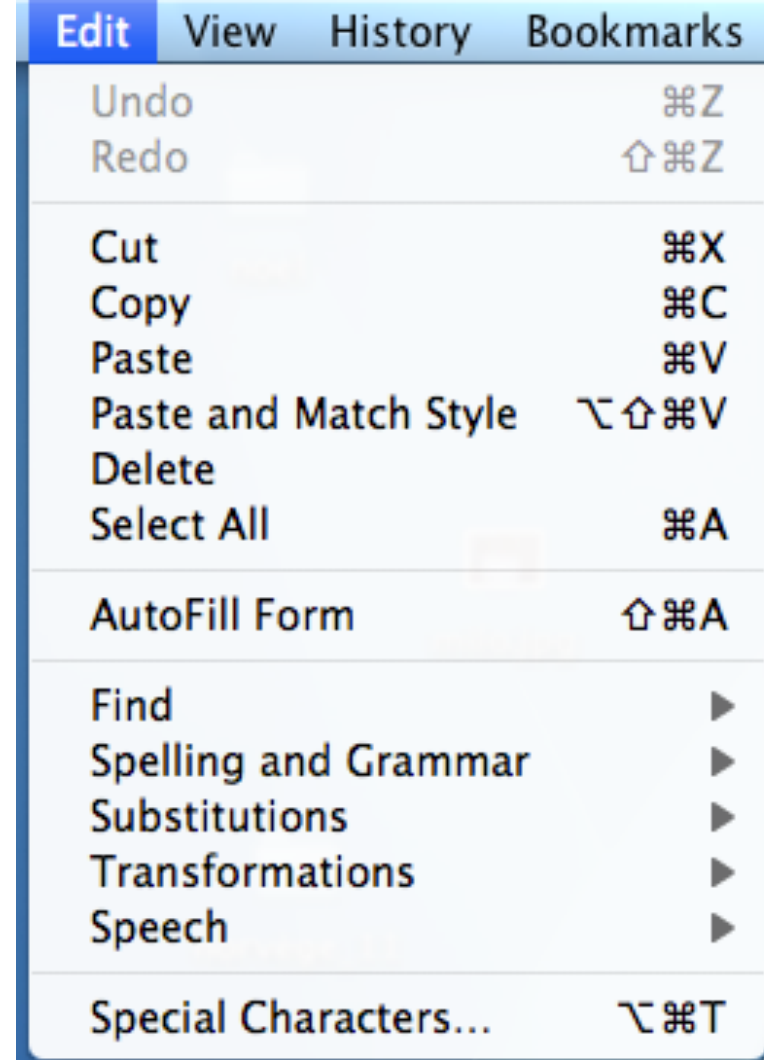 Edit View History Bookmarks
Undo ⌘Z
Redo ⇧⌘Z
Cut ⌘X
Copy ⌘C
Paste ⌘V
Paste and Match Style ⌥⇧⌘V
Delete
Select All ⌘A
AutoFill Form ⇧⌘A
Find ▶
Spelling and Grammar ▶
Substitutions ▶
Transformations ▶
Speech ▶
Special Characters... ⌥⌘T